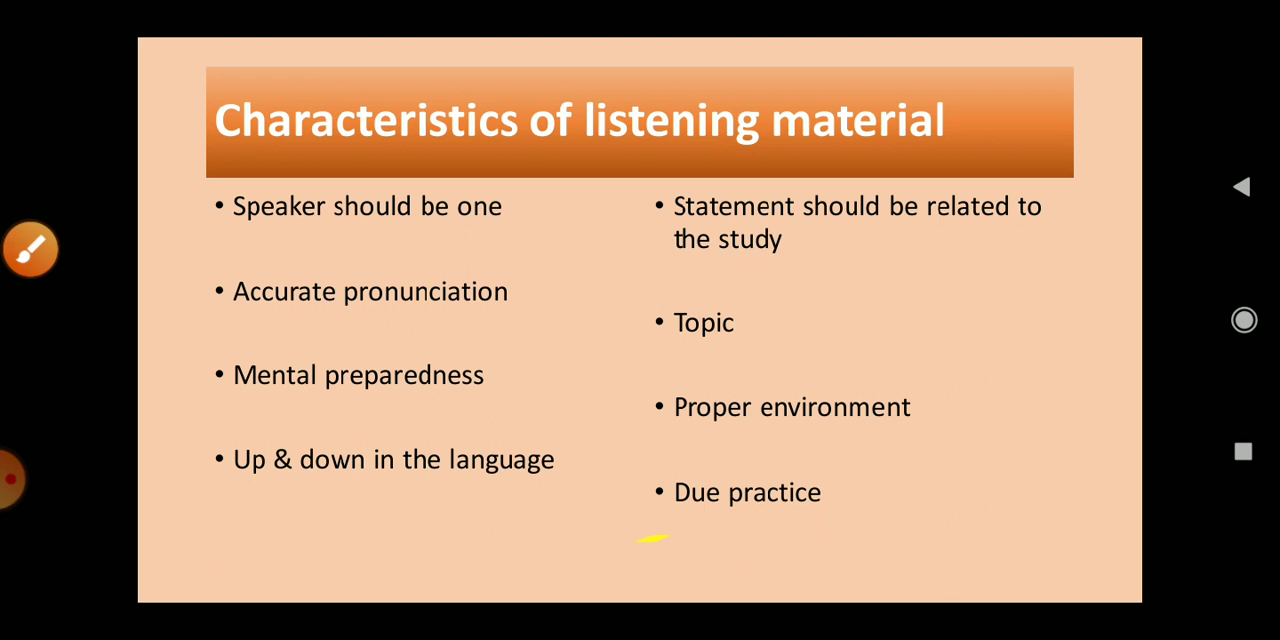 Characteristics of listening material
• Speaker should be one
• Accurate pronunciation
• Mental preparedness
• Up & down in the language
• Statement should be related to
the study
• Topic
• Proper environment
• Due practice